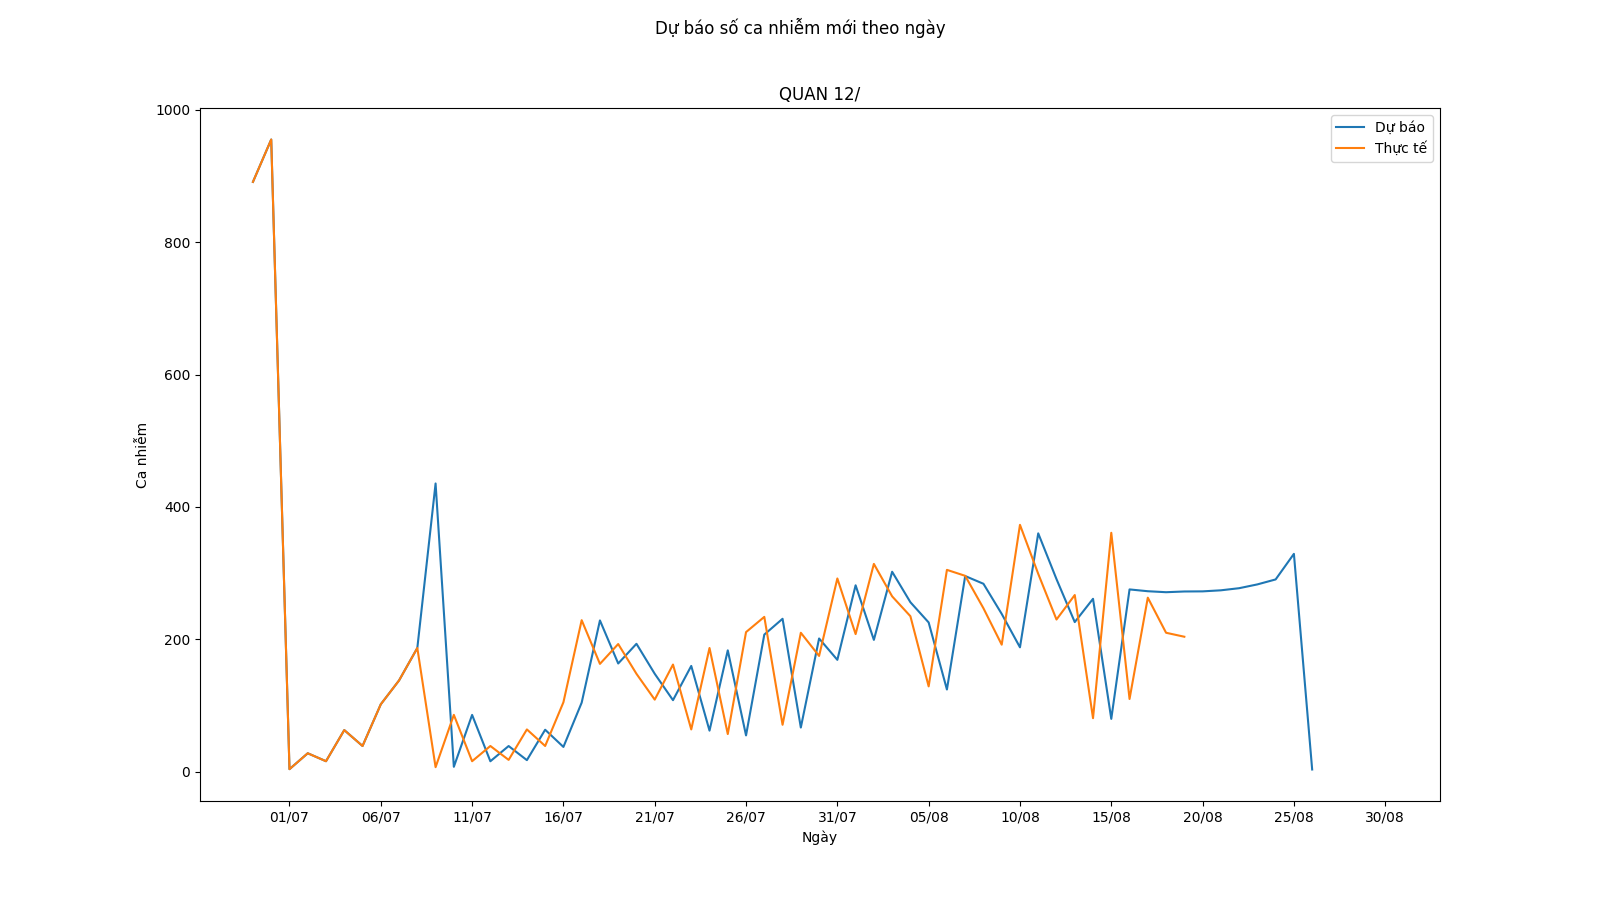 Dự báo số ca nhiễm mới theo ngày
QUAN 12/
Dự báo
Thực tế
1000
800
600
400
200
0
Ca nhiễm
01/07 06/07 11/07 16/07 21/07 26/07 31/07 05/08 10/08 15/08 20/08 25/08 30/08
Ngày